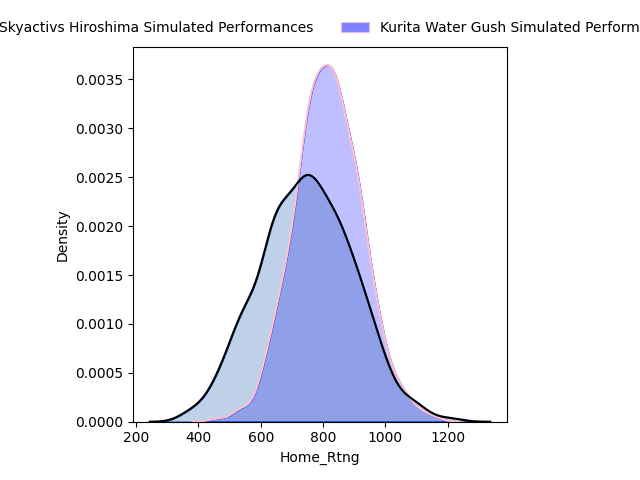 Skyactivs Hiroshima Simulated Performances
Kurita Water Gush Simulated Perform
0.0035
0.0030
0.0025
0.0020
0.0015
0.0010
0.0005
0.0000
Density
200 400 600 800 1000 1200
Home_Rtng